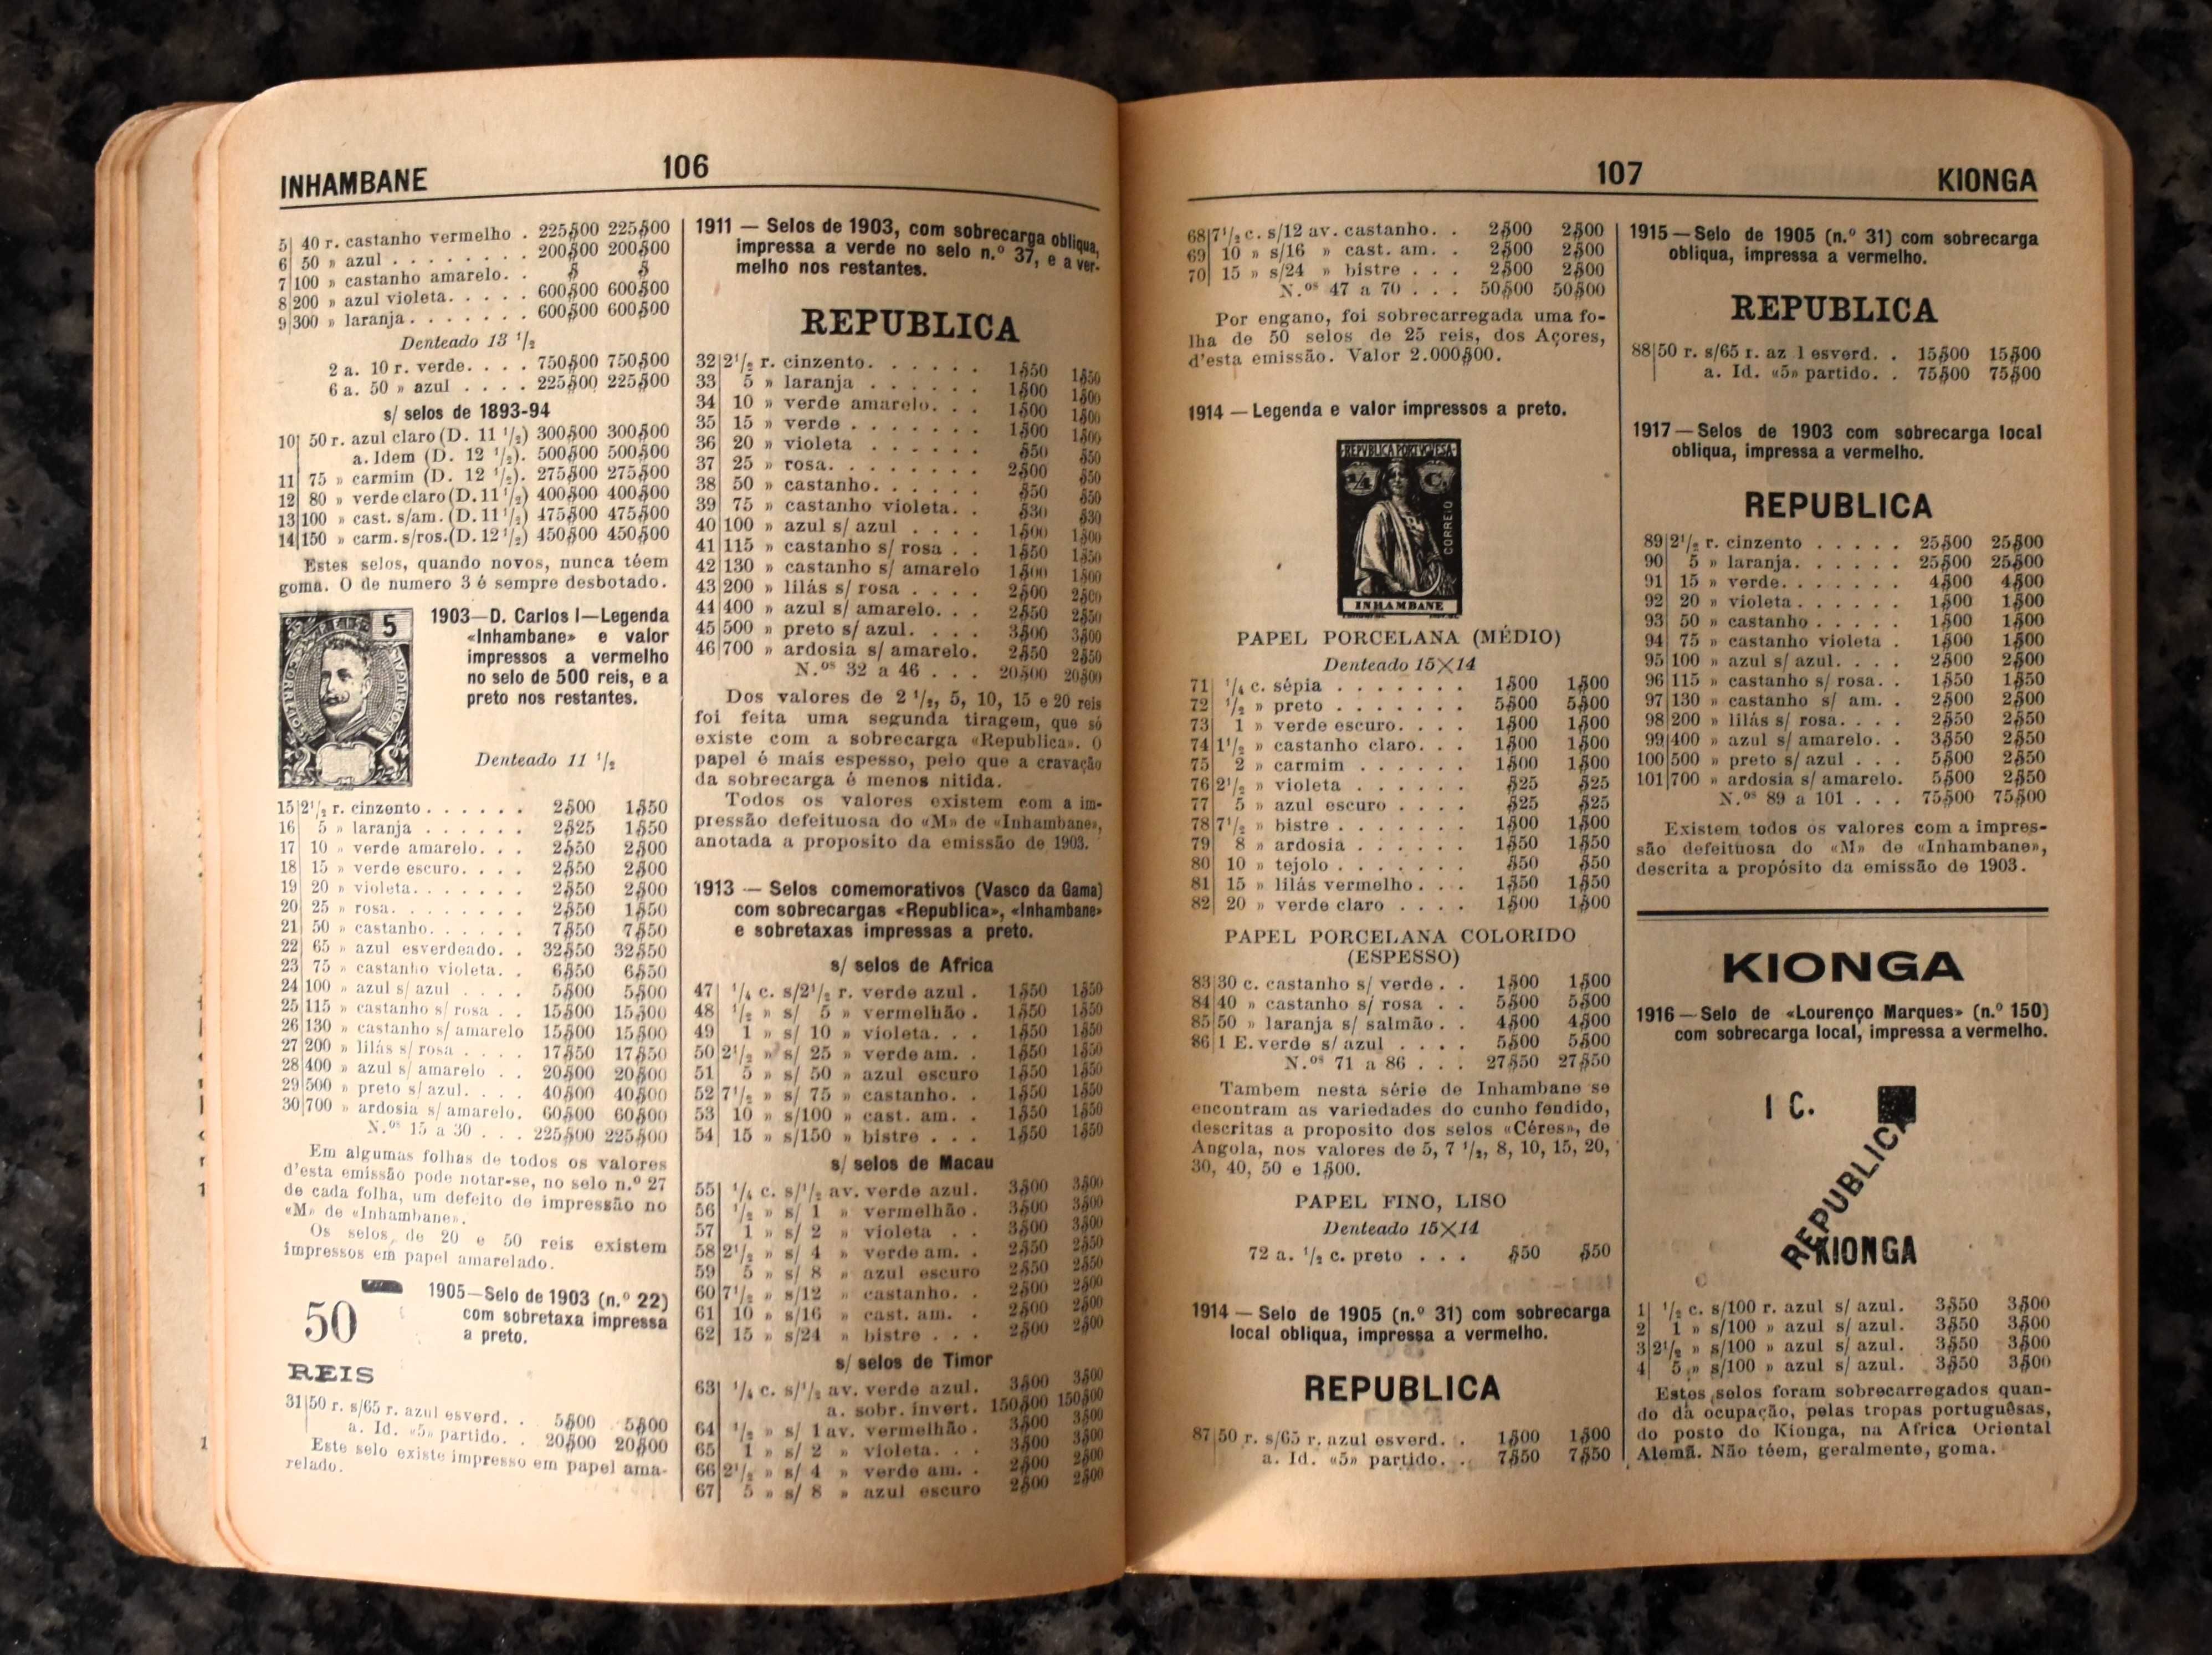 INHAMBANE
106
5| 40 r. castanho vermelho . 225$00 225$00
6| 50 » azul . . . . . . . . 200$00 200$00
7|100 » castanho amarelo. . $ $
8|200 » azul violeta. . . . . 600$00 600$00
9|300 » laranja. . . . . . . 600$00 600$00
Denteado 13 ¹/₂
2 a. 10 r. verde. . . . 750$00 750$00
6 a. 50 » azul . . . . 225$00 225$00
s/ selos de 1893-94
10| 50 r. azul claro (D. 11 ¹/₂) 300$00 300$00
a. Idem (D. 12 ¹/₂). 500$00 500$00
11| 75 » carmim (D. 12 ¹/₂). 275$00 275$00
12| 80 » verde claro (D. 11 ¹/₂) 400$00 400$00
13|100 » cast. s/am. (D. 11 ¹/₂) 475$00 475$00
14|150 » carm. s/ros. (D. 12 ¹/₂) 450$00 450$00
Estes selos, quando novos, nunca téem
goma. O de numero 3 é sempre desbotado.
5
1903—D. Carlos I—Legenda
«Inhambane» e valor
impressos a vermelho
no selo de 500 reis, e a
preto nos restantes.
Denteado 11 ¹/₂
15|2¹/₂ r. cinzento . . . . . . 2$00 1$50
16| 5 » laranja . . . . . . 2$25 1$50
17| 10 » verde amarelo. . . 2$50 2$00
18| 15 » verde escuro. . . . 2$50 2$00
19| 20 » violeta. . . . . . . 2$50 2$00
20| 25 » rosa. . . . . . . . 2$50 1$50
21| 50 » castanho. . . . . . 7$50 7$50
22| 65 » azul esverdeado. . 32$50 32$50
23| 75 » castanho violeta. . 6$50 6$50
24|100 » azul s/ azul . . . . 5$00 5$00
25|115 » castanho s/ rosa . . 15$00 15$00
26|130 » castanho s/ amarelo 15$00 15$00
27|200 » lilás s/ rosa . . . . 17$50 17$50
28|400 » azul s/ amarelo . . 20$00 20$00
29|500 » preto s/ azul. . . . 40$00 40$00
30|700 » ardosia s/ amarelo. 60$00 60$00
N.ºˢ 15 a 30 . . . 225$00 225$00
Em algumas folhas de todos os valores
d'esta emissão pode notar-se, no selo n.º 27
de cada folha, um defeito de impressão no
«M» de «Inhambane».
Os selos de 20 e 50 reis existem
impressos em papel amarelado.
50
REIS
1905—Selo de 1903 (n.º 22)
com sobretaxa impressa
a preto.
31|50 r. s/65 r. azul esverd. . 5$00 5$00
a. Id. «5» partido. . 20$00 20$00
Este selo existe impresso em papel ama-
relado.
1911 — Selos de 1903, com sobrecarga obliqua,
impressa a verde no selo n.º 37, e a ver-
melho nos restantes.
REPUBLICA
32|2¹/₂ r. cinzento. . . . . . 1$50 1$50
33| 5 » laranja . . . . . . 1$00 1$00
34| 10 » verde amarelo. . . 1$00 1$00
35| 15 » verde . . . . . . . 1$00 1$00
36| 20 » violeta . . . . . . $50 $50
37| 25 » rosa. . . . . . . . 2$00 $50
38| 50 » castanho. . . . . . $50 $50
39| 75 » castanho violeta. . $30 $30
40|100 » azul s/ azul . . . . 1$00 1$00
41|115 » castanho s/ rosa . . 1$50 1$50
42|130 » castanho s/ amarelo 1$00 1$00
43|200 » lilás s/ rosa . . . . 2$00 2$00
44|400 » azul s/ amarelo. . . 2$50 2$50
45|500 » preto s/ azul. . . . 3$00 3$00
46|700 » ardosia s/ amarelo. 2$50 2$50
N.ºˢ 32 a 46 . . . 20$00 20$00
Dos valores de 2 ¹/₂, 5, 10, 15 e 20 reis
foi feita uma segunda tiragem, que só
existe com a sobrecarga «Republica». O
papel é mais espesso, pelo que a cravação
da sobrecarga é menos nitida.
Todos os valores existem com a im-
pressão defeituosa do «M» de «Inhambane»,
anotada a proposito da emissão de 1903.
1913 — Selos comemorativos (Vasco da Gama)
com sobrecargas «Republica», «Inhambane»
e sobretaxas impressas a preto.
s/ selos de Africa
47| ¹/₄ c. s/2¹/₂ r. verde azul . 1$50 1$50
48| ¹/₂ » s/ 5 » vermelhão . 1$50 1$50
49| 1 » s/ 10 » violeta. . . 1$50 1$50
50|2¹/₂ » s/ 25 » verde am. . 1$50 1$50
51| 5 » s/ 50 » azul escuro 1$50 1$50
52|7¹/₂ » s/ 75 » castanho. . 1$50 1$50
53| 10 » s/100 » cast. am. . 1$50 1$50
54| 15 » s/150 » bistre . . . 1$50 1$50
s/ selos de Macau
55| ¹/₄ c. s/¹/₂ av. verde azul. 3$00 3$00
56| ¹/₂ » s/ 1 » vermelhão . 3$00 3$00
57| 1 » s/ 2 » violeta . . 3$00 3$00
58|2¹/₂ » s/ 4 » verde am. . 2$50 2$50
59| 5 » s/ 8 » azul escuro 2$50 2$50
60|7¹/₂ » s/12 » castanho. . 2$00 2$00
61| 10 » s/16 » cast. am. . 2$00 2$00
62| 15 » s/24 » bistre . . . 2$00 2$00
s/ selos de Timor
63| ¹/₄ c. s/¹/₂ av. verde azul. 3$00 3$00
a. sobr. invert. 150$00 150$00
64| ¹/₂ » s/ 1 av. vermelhão . 3$00 3$00
65| 1 » s/ 2 » violeta. . . 3$00 3$00
66|2¹/₂ » s/ 4 » verde am. . 2$00 2$00
67| 5 » s/ 8 » azul escuro 2$00 2$00
107
KIONGA
68|7¹/₂ c. s/12 av. castanho. . 2$00 2$00
69| 10 » s/16 » cast. am. . 2$00 2$00
70| 15 » s/24 » bistre . . . 2$00 2$00
N.ºˢ 47 a 70 . . . 50$00 50$00
Por engano, foi sobrecarregada uma fo-
lha de 50 selos de 25 reis, dos Açores,
d'esta emissão. Valor 2.000$00.
1914 — Legenda e valor impressos a preto.
REPVBLICA PORTVGVESA
¼ C.
CORREIO
INHAMBANE
PAPEL PORCELANA (MÉDIO)
Denteado 15×14
71| ¹/₄ c. sépia . . . . . . . 1$00 1$00
72| ¹/₂ » preto . . . . . . . 5$00 5$00
73| 1 » verde escuro. . . . 1$00 1$00
74|1¹/₂ » castanho claro. . . 1$00 1$00
75| 2 » carmim . . . . . . 1$00 1$00
76|2¹/₂ » violeta . . . . . . $25 $25
77| 5 » azul escuro . . . . $25 $25
78|7¹/₂ » bistre . . . . . . . 1$00 1$00
79| 8 » ardosia . . . . . . 1$50 1$50
80| 10 » tejolo . . . . . . . $50 $50
81| 15 » lilás vermelho . . . 1$50 1$50
82| 20 » verde claro . . . . 1$00 1$00
PAPEL PORCELANA COLORIDO
(ESPESSO)
83|30 c. castanho s/ verde . . 1$00 1$00
84|40 » castanho s/ rosa . . 5$00 5$00
85|50 » laranja s/ salmão . . 4$00 4$00
86|1 E. verde s/ azul . . . . 5$00 5$00
N.ºˢ 71 a 86 . . . 27$50 27$50
Tambem nesta série de Inhambane se
encontram as variedades do cunho fendido,
descritas a proposito dos selos «Céres», de
Angola, nos valores de 5, 7 ¹/₂, 8, 10, 15, 20,
30, 40, 50 e 1$00.
PAPEL FINO, LISO
Denteado 15×14
72 a. ¹/₂ c. preto . . . $50 $50
1914 — Selo de 1905 (n.º 31) com sobrecarga
local obliqua, impressa a vermelho.
REPUBLICA
87|50 r. s/65 r. azul esverd. . 1$00 1$00
a. Id. «5» partido. . 7$50 7$50
1915—Selo de 1905 (n.º 31) com sobrecarga
obliqua, impressa a vermelho.
REPUBLICA
88|50 r. s/65 r. az l esverd. . 15$00 15$00
a. Id. «5» partido. . 75$00 75$00
1917—Selos de 1903 com sobrecarga local
obliqua, impressa a vermelho.
REPUBLICA
89|2¹/₂ r. cinzento . . . . . 25$00 25$00
90| 5 » laranja. . . . . . 25$00 25$00
91| 15 » verde. . . . . . . 4$00 4$00
92| 20 » violeta . . . . . . 1$00 1$00
93| 50 » castanho . . . . . 1$00 1$00
94| 75 » castanho violeta . 1$00 1$00
95|100 » azul s/ azul. . . . 2$00 2$00
96|115 » castanho s/ rosa. . 1$50 1$50
97|130 » castanho s/ am. . 2$00 2$00
98|200 » lilás s/ rosa. . . . 2$50 2$50
99|400 » azul s/ amarelo. . 3$50 2$50
100|500 » preto s/ azul . . . 5$00 2$50
101|700 » ardosia s/ amarelo. 5$00 2$50
N.ºˢ 89 a 101 . . . 75$00 75$00
Existem todos os valores com a impres-
são defeituosa do «M» de «Inhambane»,
descrita a propósito da emissão de 1903.
KIONGA
1916—Selo de «Lourenço Marques» (n.º 150)
com sobrecarga local, impressa a vermelho.
1 C.
REPUBLICA
KIONGA
1| ¹/₂ c. s/100 r. azul s/ azul. 3$50 3$00
2| 1 » s/100 » azul s/ azul. 3$50 3$00
3|2¹/₂ » s/100 » azul s/ azul. 3$50 3$00
4| 5 » s/100 » azul s/ azul. 3$50 3$00
Estes selos foram sobrecarregados quan-
do da ocupação, pelas tropas portuguêsas,
do posto do Kionga, na Africa Oriental
Alemã. Não téem, geralmente, goma.